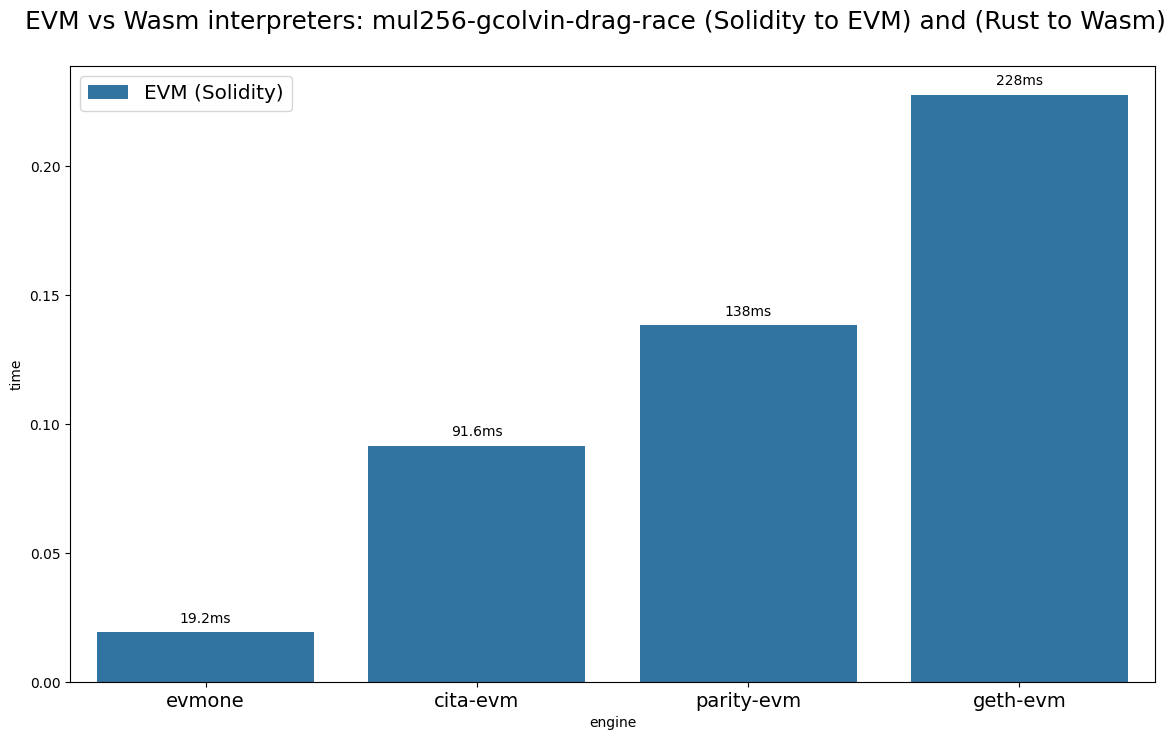 EVM vs Wasm interpreters: mul256-gcolvin-drag-race (Solidity to EVM) and (Rust to Wasm)
EVM (Solidity)
228ms
0.20
0.15
138ms
time
0.10
91.6ms
0.05
19.2ms
0.00
evmone cita-evm parity-evm geth-evm
engine